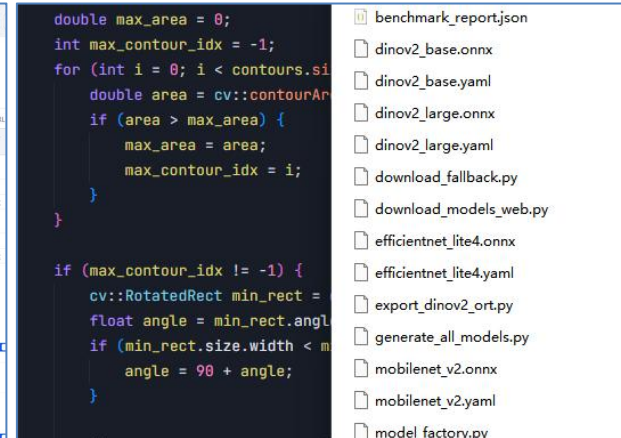 double max_area = 0;
int max_contour_idx = -1;
for (int i = 0; i < contours.si
double area = cv::contourAr
if (area > max_area) {
max_area = area;
max_contour_idx = i;
}
}
if (max_contour_idx != -1) {
cv::RotatedRect min_rect =
float angle = min_rect.angl
if (min_rect.size.width < m
angle = 90 + angle;
}
benchmark_report.json
dinov2_base.onnx
dinov2_base.yaml
dinov2_large.onnx
dinov2_large.yaml
download_fallback.py
download_models_web.py
efficientnet_lite4.onnx
efficientnet_lite4.yaml
export_dinov2_ort.py
generate_all_models.py
mobilenet_v2.onnx
mobilenet_v2.yaml
model_factory.py